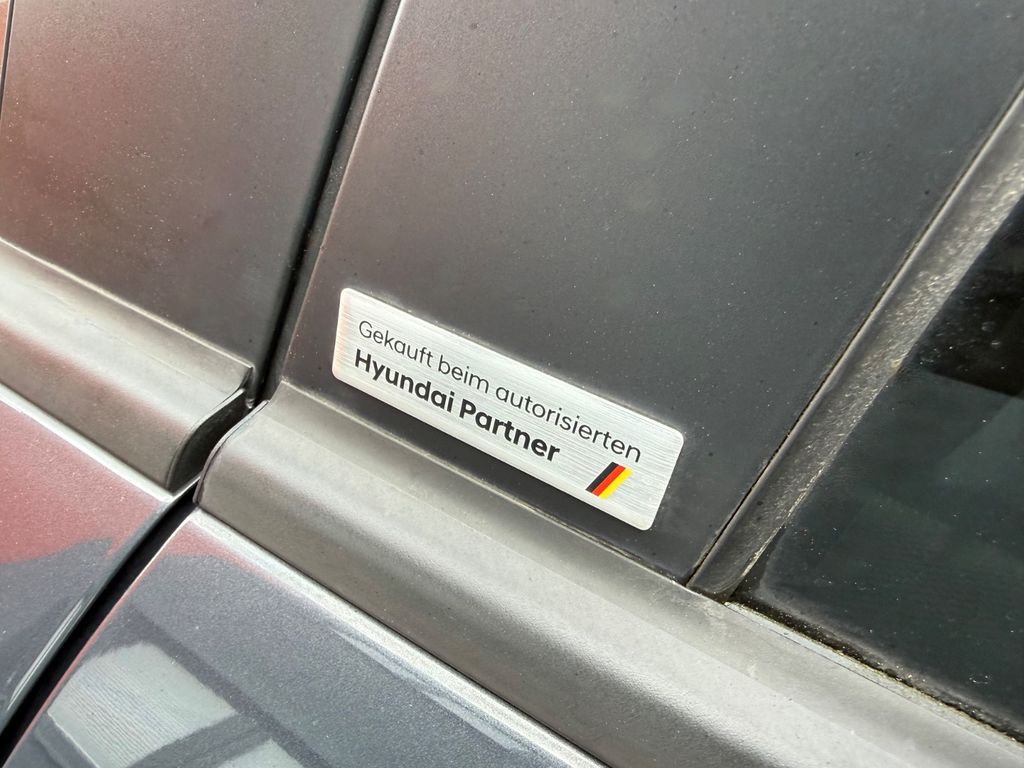 Gekauft beim autorisierten
Hyundai Partner